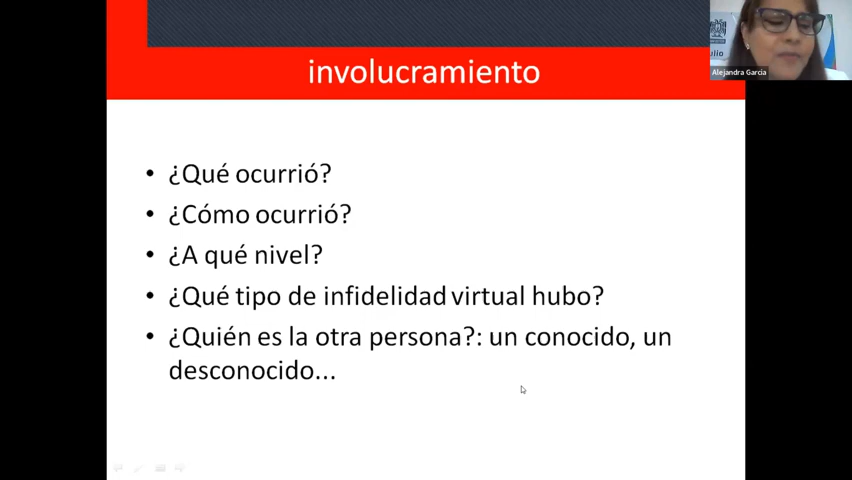 involucramiento
• ¿Qué ocurrió?
• ¿Cómo ocurrió?
• ¿A qué nivel?
• ¿Qué tipo de infidelidad virtual hubo?
• ¿Quién es la otra persona?: un conocido, un
desconocido...
ulio
Alejandra Garcia